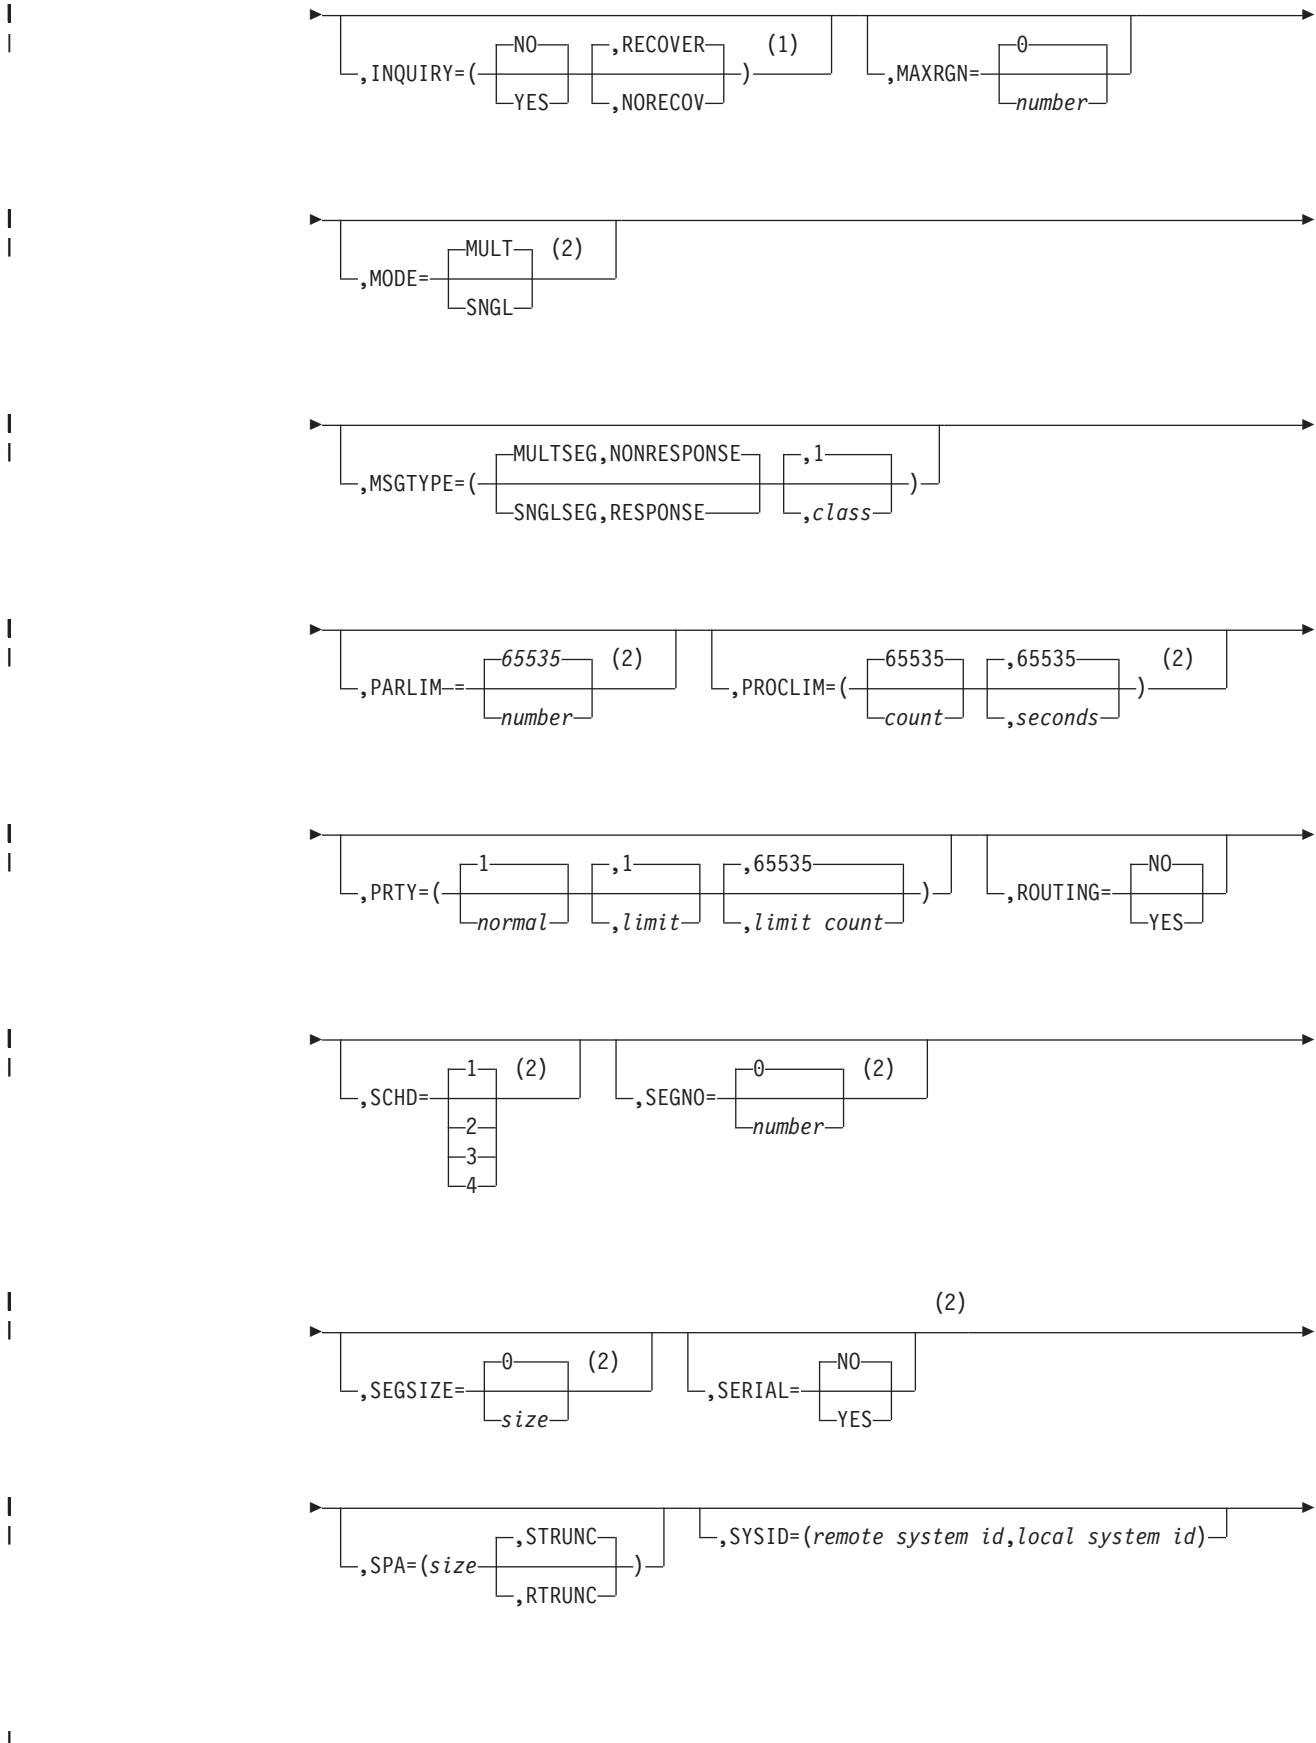 NO ,RECOVER (1) 0
,INQUIRY=( ) ,MAXRGN=
YES ,NORECOV number
MULT (2)
,MODE=
SNGL
MULTSEG,NONRESPONSE ,1
,MSGTYPE=( )
SNGLSEG,RESPONSE ,class
65535 (2) 65535 ,65535 (2)
,PARLIM = ,PROCLIM=( )
number count ,seconds
1 ,1 ,65535 NO
,PRTY=( ) ,ROUTING=
normal ,limit ,limit count YES
1 (2) 0 (2)
,SCHD= ,SEGNO=
2 number
3
4
(2)
0 (2) NO
,SEGSIZE= ,SERIAL=
size YES
,STRUNC ,SYSID=(remote system id,local system id)
,SPA=(size )
,RTRUNC